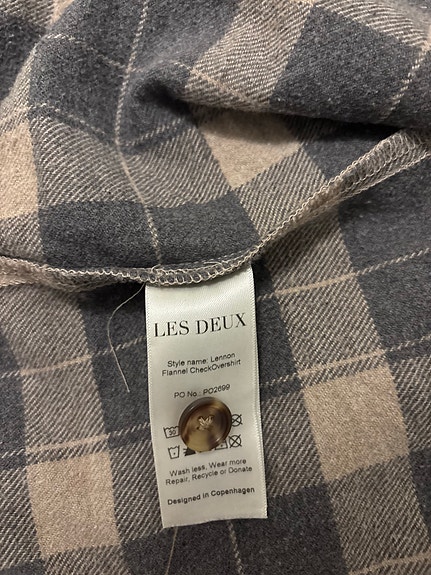 LES DEUX
Style name: Lennon
Flannel CheckOvershirt
PO No.: PO2699
30
Wash less, Wear more
Repair, Recycle or Donate
Designed in Copenhagen